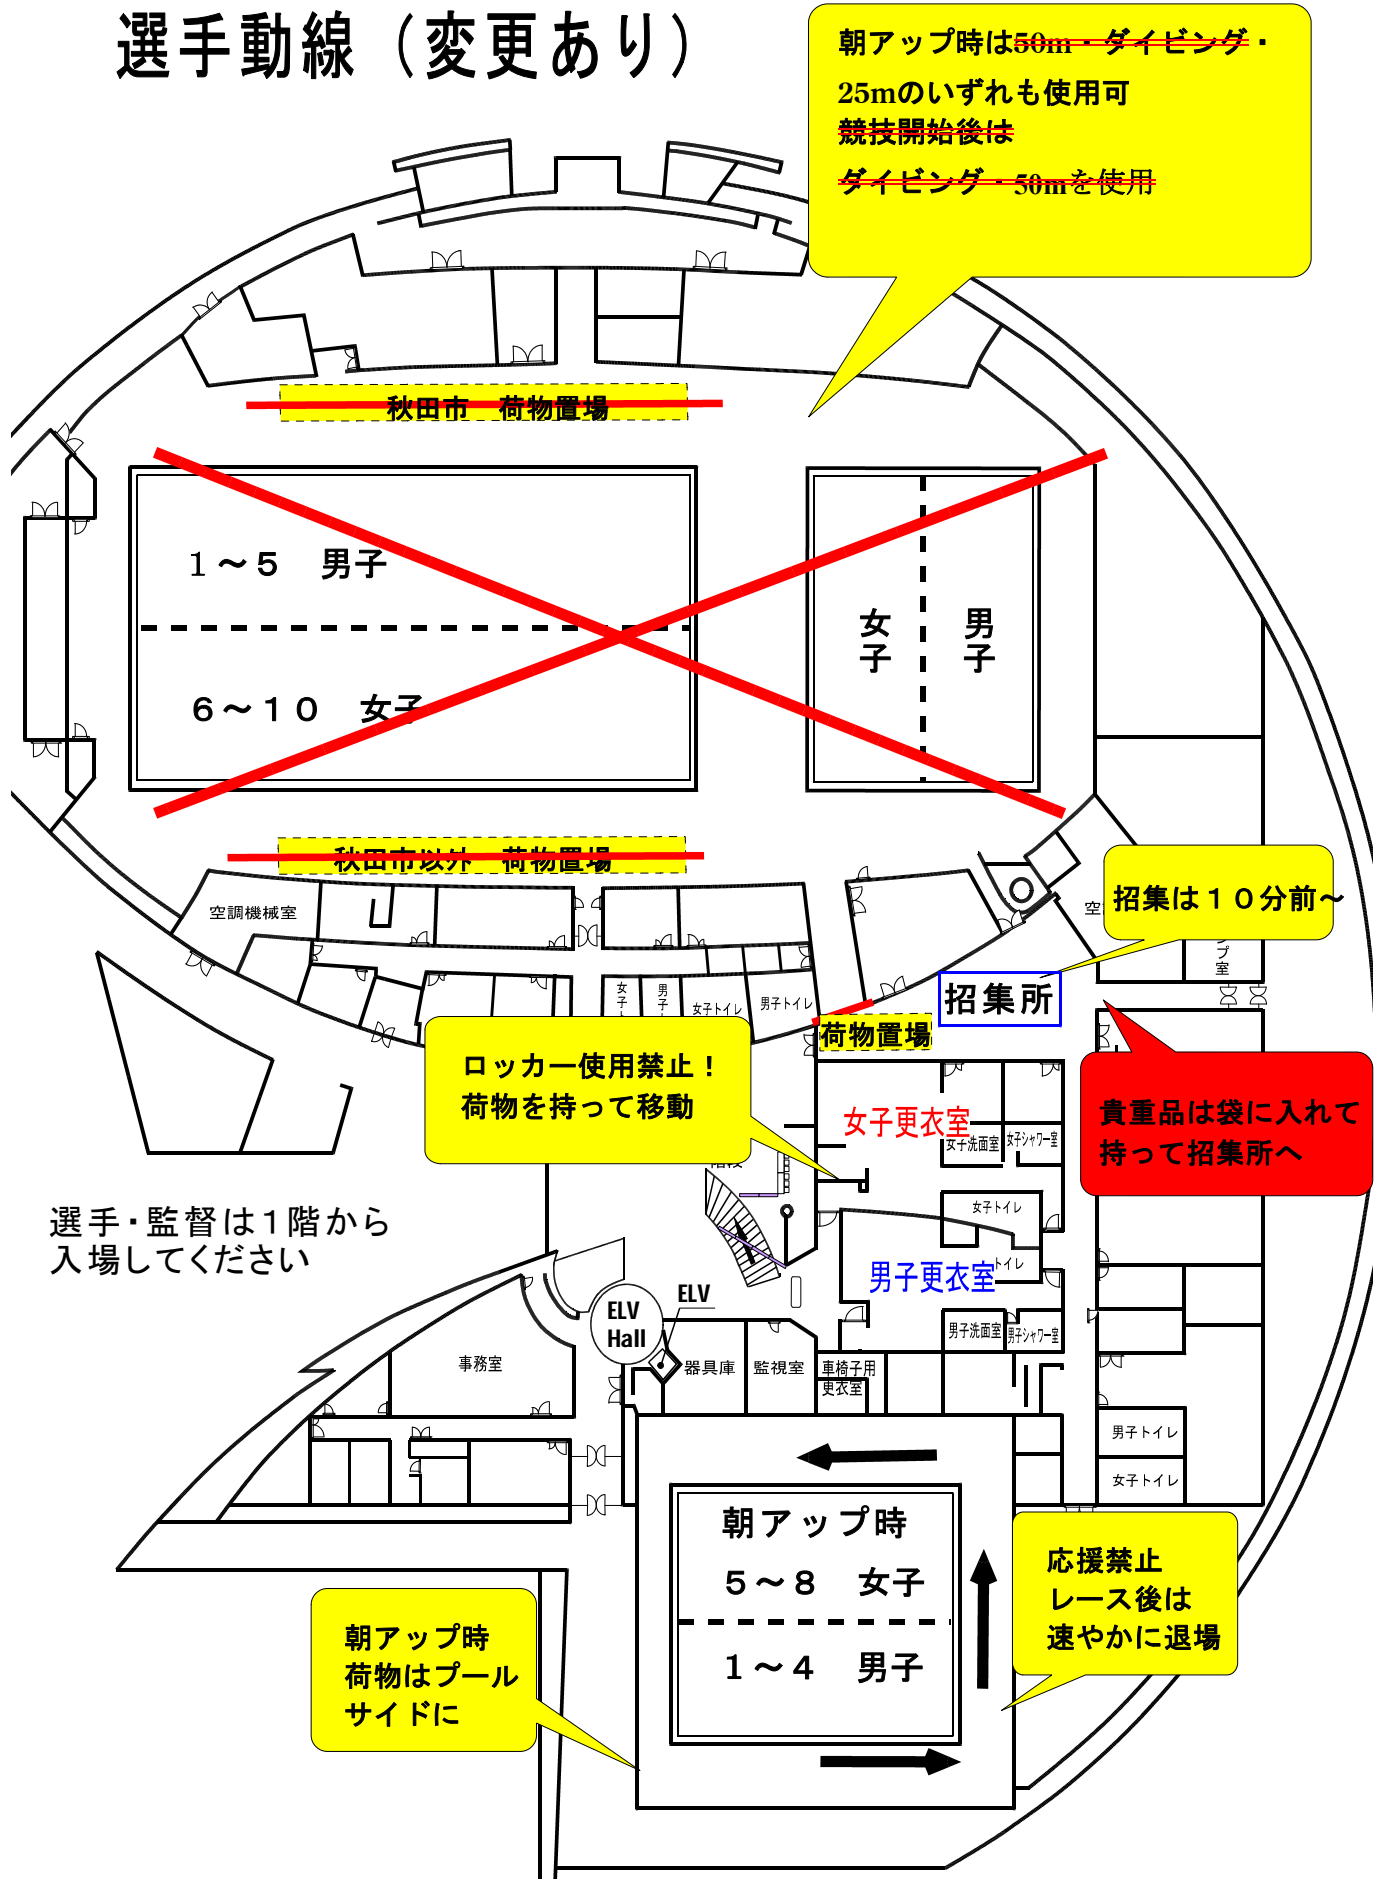 選手動線（変更あり）
朝アップ時は50m・ダイビング・
25mのいずれも使用可
競技開始後は
ダイビング・50mを使用
秋田市　荷物置場
1～5　男子
6～10　女子
女子
男子
秋田市以外　荷物置場
空調機械室
招集は１０分前～
空
プ室
女子ト
男子ト
女子トイレ
男子トイレ
招集所
荷物置場
ロッカー使用禁止！
荷物を持って移動
貴重品は袋に入れて
持って招集所へ
女子更衣室
女子洗面室
女子シャワー室
階段
選手・監督は１階から
入場してください
女子トイレ
トイレ
男子更衣室
ELV
ELV
Hall
男子洗面室
男子シャワー室
事務室
器具庫
監視室
車椅子用
更衣室
男子トイレ
女子トイレ
朝アップ時
５～８　女子
１～４　男子
応援禁止
レース後は
速やかに退場
朝アップ時
荷物はプール
サイドに